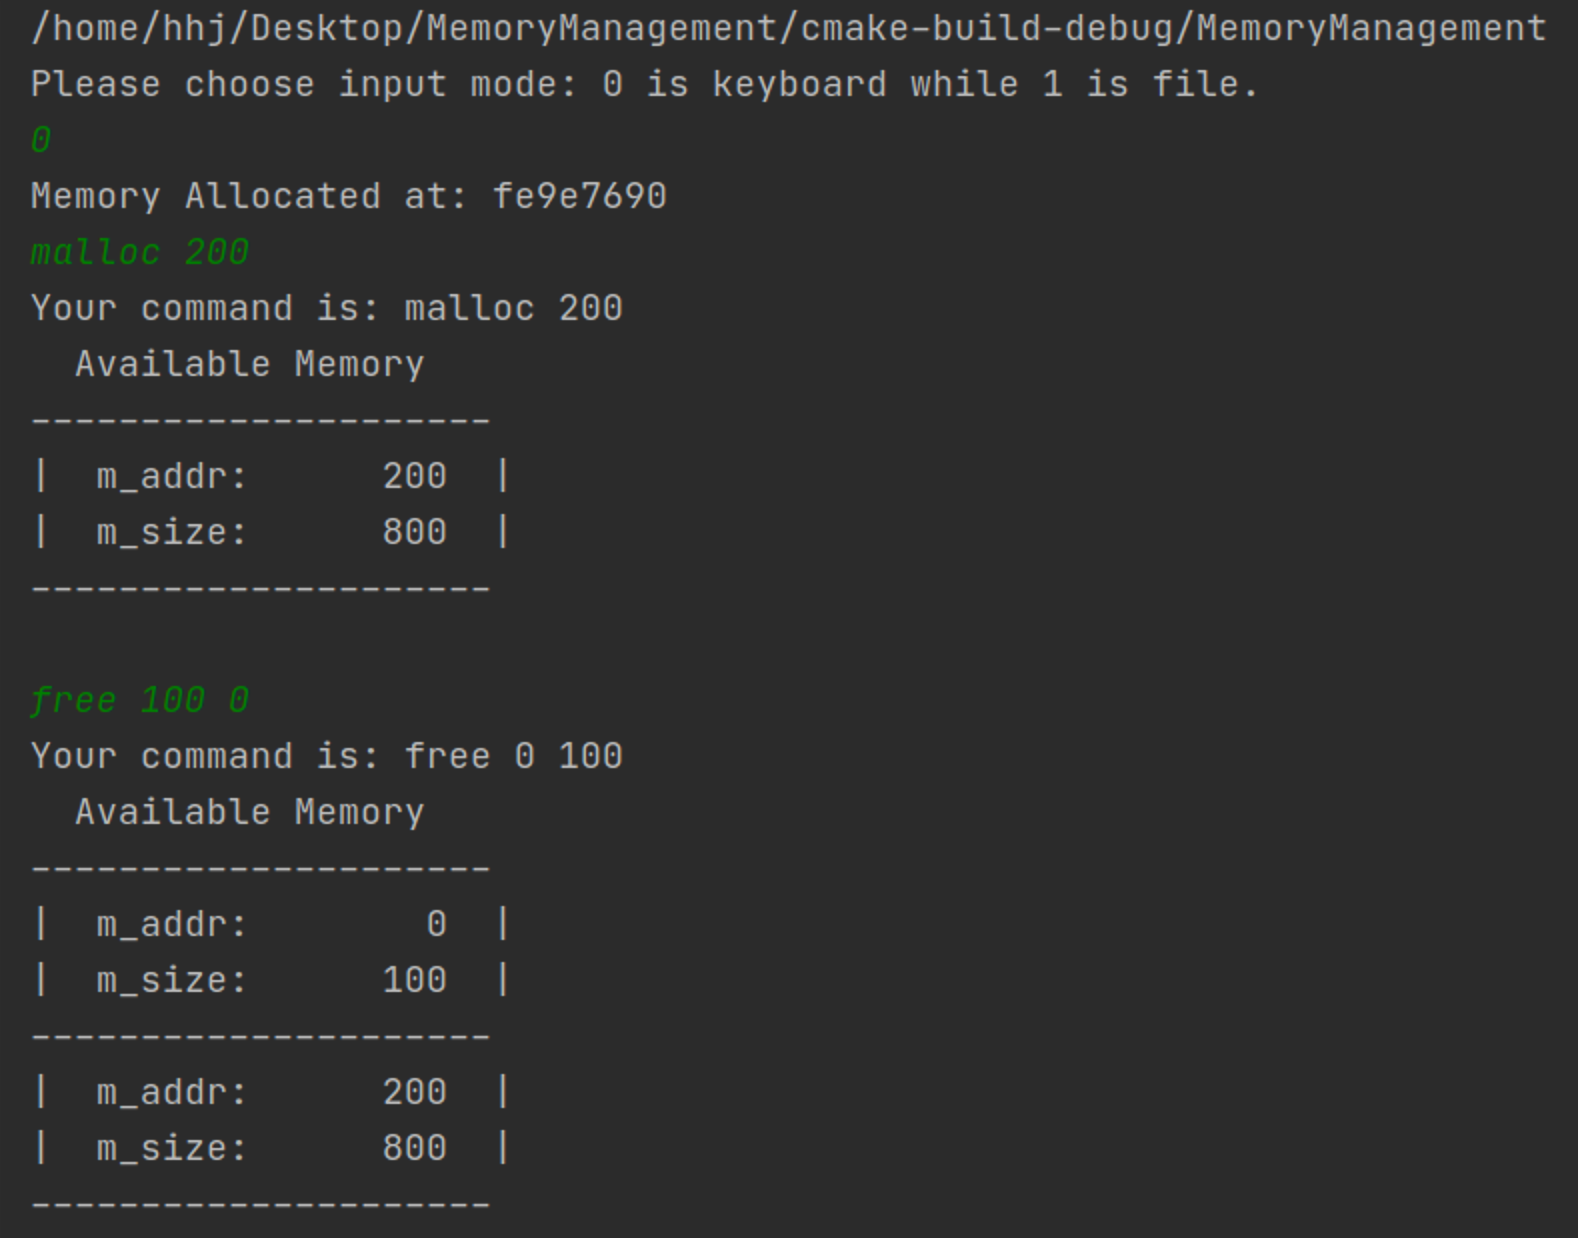 /home/hhj/Desktop/MemoryManagement/cmake-build-debug/MemoryManagement
Please choose input mode: 0 is keyboard while 1 is file.
0
Memory Allocated at: fe9e7690
malloc 200
Your command is: malloc 200
  Available Memory
---------------------
|  m_addr:      200  |
|  m_size:      800  |
---------------------

free 100 0
Your command is: free 0 100
  Available Memory
---------------------
|  m_addr:        0  |
|  m_size:      100  |
---------------------
|  m_addr:      200  |
|  m_size:      800  |
---------------------